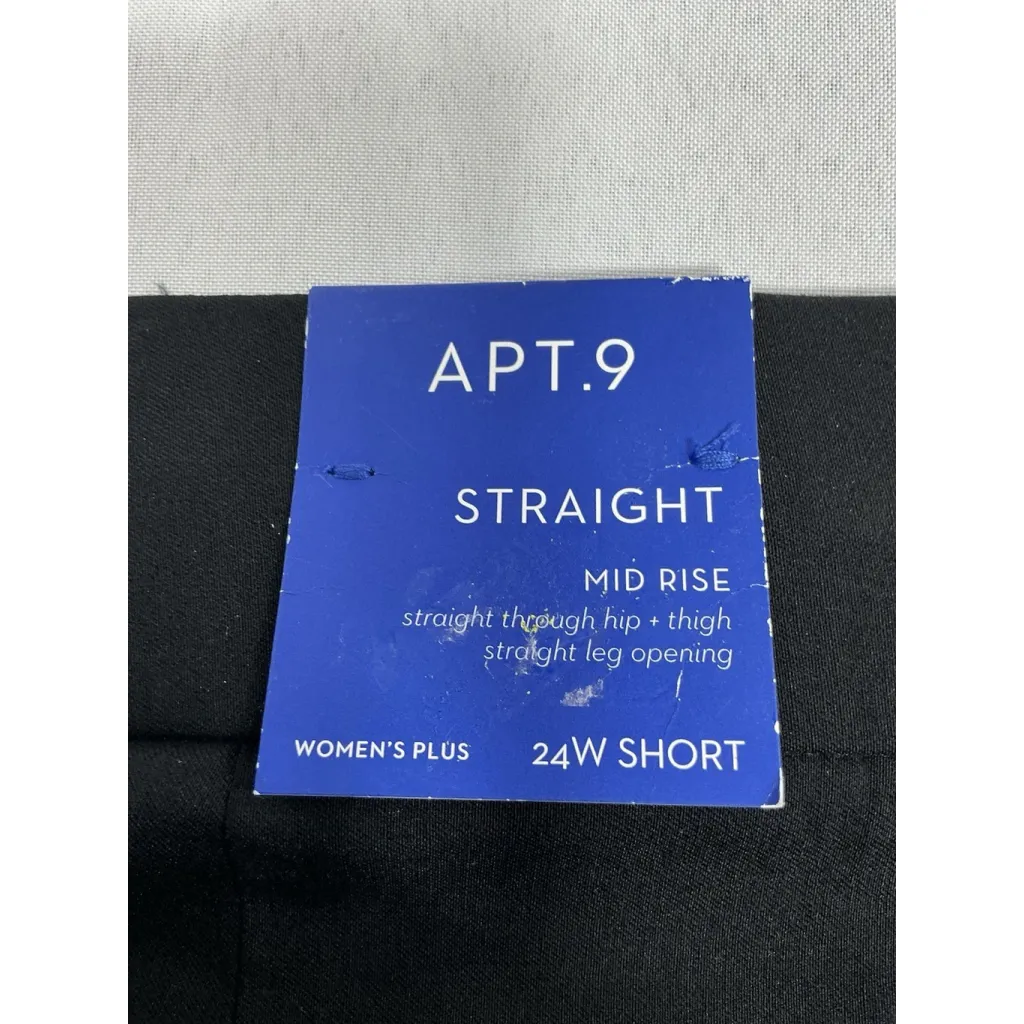 APT.9
STRAIGHT
MID RISE
straight through hip + thigh
straight leg opening
WOMEN'S PLUS 24W SHORT